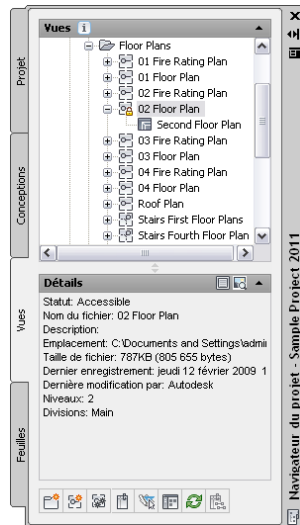 Vues
Floor Plans
01 Fire Rating Plan
01 Floor Plan
02 Fire Rating Plan
02 Floor Plan
Second Floor Plan
03 Fire Rating Plan
03 Floor Plan
04 Fire Rating Plan
04 Floor Plan
Roof Plan
Stairs First Floor Plans
Stairs Fourth Floor Plan
Détails
Statut: Accessible
Nom du fichier: 02 Floor Plan
Description:
Emplacement: C:\Documents and Settings\admi
Taille de fichier: 787KB (805 655 bytes)
Dernier enregistrement: jeudi 12 février 2009 1
Dernière modification par: Autodesk
Niveaux: 2
Divisions: Main
Projet
Conceptions
Vues
Feuilles
Navigateur du projet - Sample Project 2011